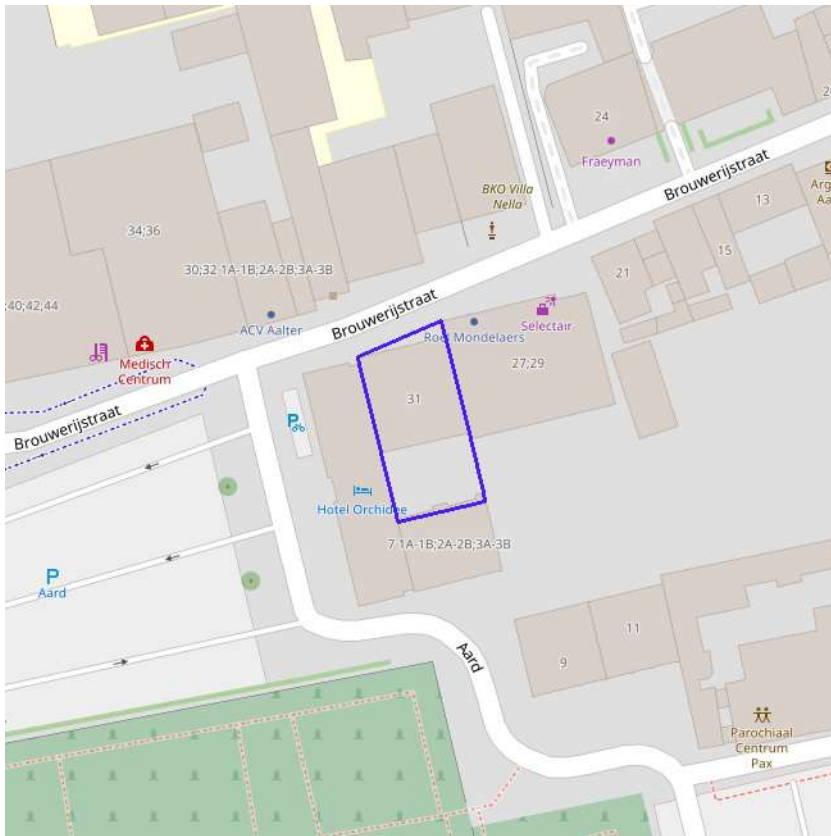 24
Fraeyman
Brouwerijstraat
Arg
Aa
13
BKO Villa
Nella
15
21
34;36
30;32 1A-1B;2A-2B;3A-3B
;40;42;44
Brouwerijstraat
ACV Aalter
Selectair
Roel Mondelaers
27;29
Medisch
Centrum
31
Brouwerijstraat
Hotel Orchidee
7 1A-1B;2A-2B;3A-3B
P
Aard
P
11
9
Aard
Parochiaal
Centrum
Pax